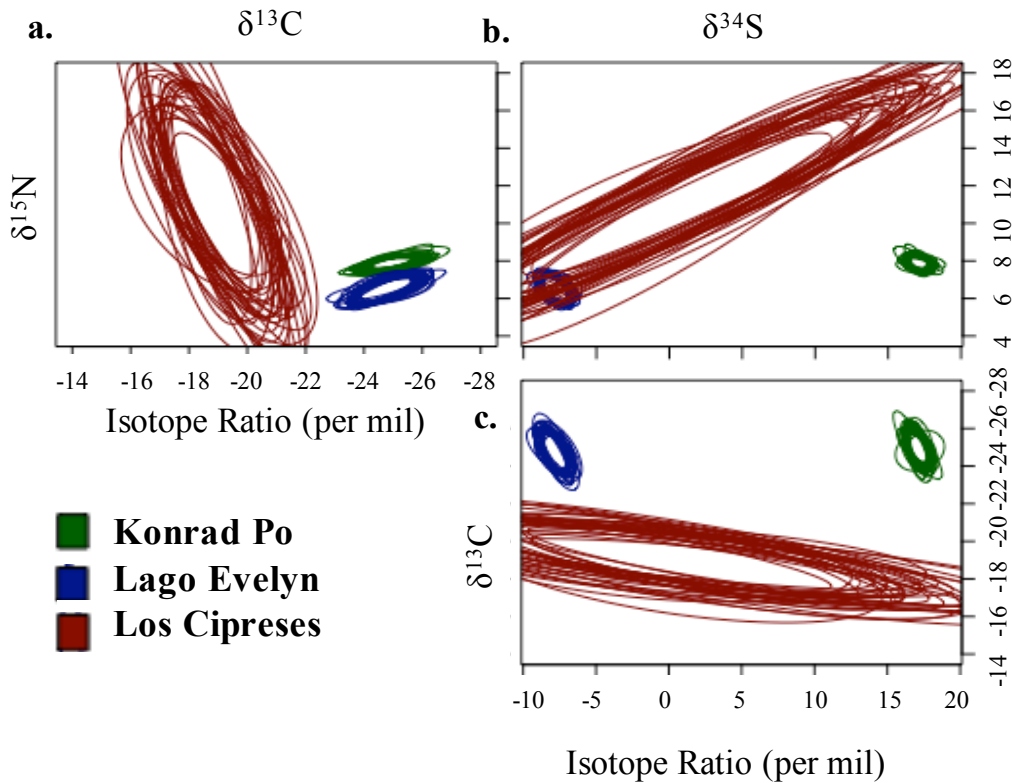 a.
δ13C
b.
δ34S
δ15N
18
16
14
12
10
8
6
4
-14 -16 -18 -20 -22 -24 -26 -28
Isotope Ratio (per mil)
c.
δ13C
-28
-26
-24
-22
-20
-18
-16
-14
-10 -5 0 5 10 15 20
Isotope Ratio (per mil)
Konrad Po
Lago Evelyn
Los Cipreses